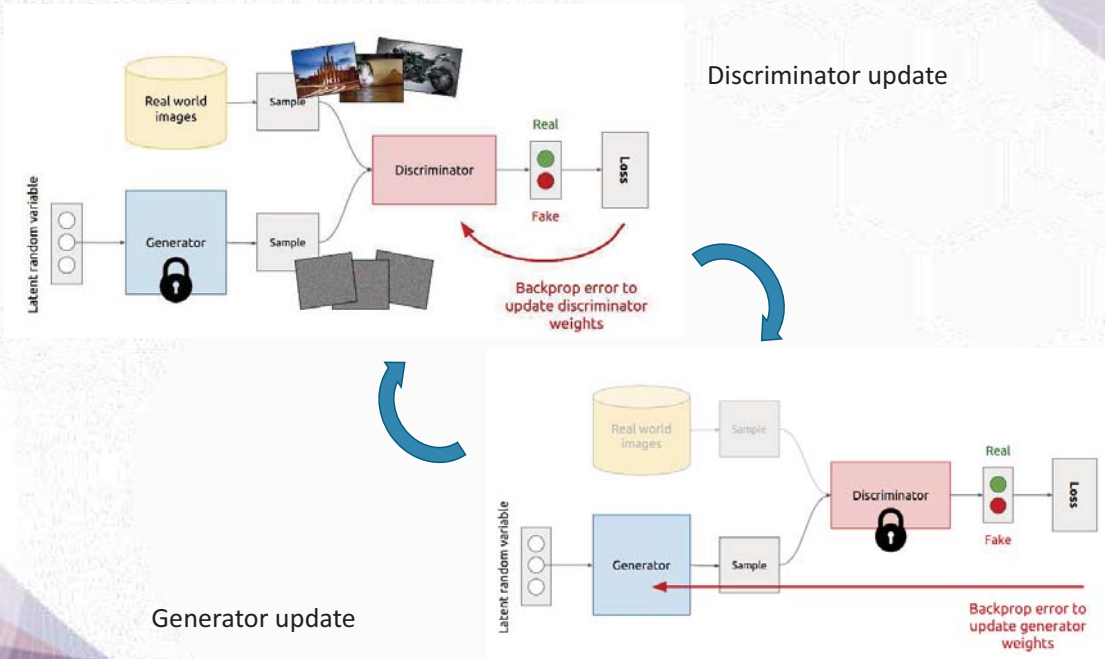 Discriminator update
Real world
images
Sample
Latent random variable
Generator
Sample
Discriminator
Real
Fake
Loss
Backprop error to
update discriminator
weights
Real world
images
Sample
Latent random variable
Generator
Sample
Discriminator
Real
Fake
Loss
Backprop error to
update generator
weights
Generator update